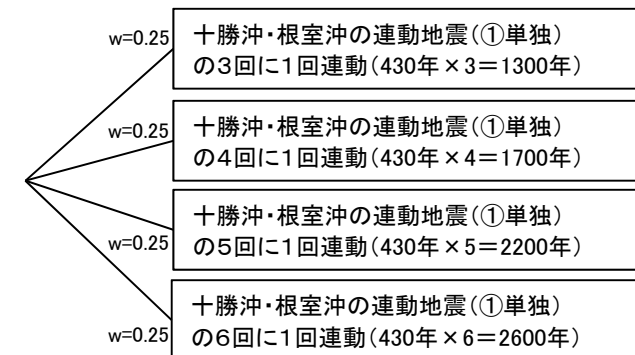 w=0.25
十勝沖・根室沖の連動地震(①単独)
の3回に1回連動(430年×3=1300年)
w=0.25
十勝沖・根室沖の連動地震(①単独)
の4回に1回連動(430年×4=1700年)
w=0.25
十勝沖・根室沖の連動地震(①単独)
の5回に1回連動(430年×5=2200年)
w=0.25
十勝沖・根室沖の連動地震(①単独)
の6回に1回連動(430年×6=2600年)